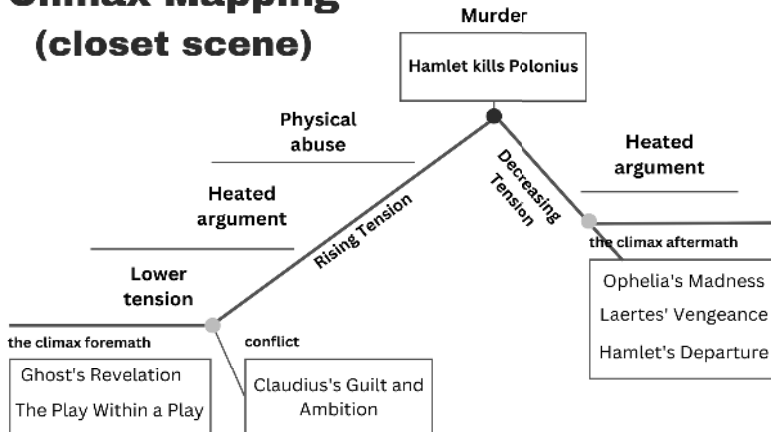 Climax Mapping
(closet scene)
Murder
Hamlet kills Polonius
Physical
abuse
Heated
argument
Lower
tension
Rising Tension
Decreasing
Tension
Heated
argument
the climax foremath
Ghost's Revelation
The Play Within a Play
conflict
Claudius's Guilt and
Ambition
the climax aftermath
Ophelia's Madness
Laertes' Vengeance
Hamlet's Departure